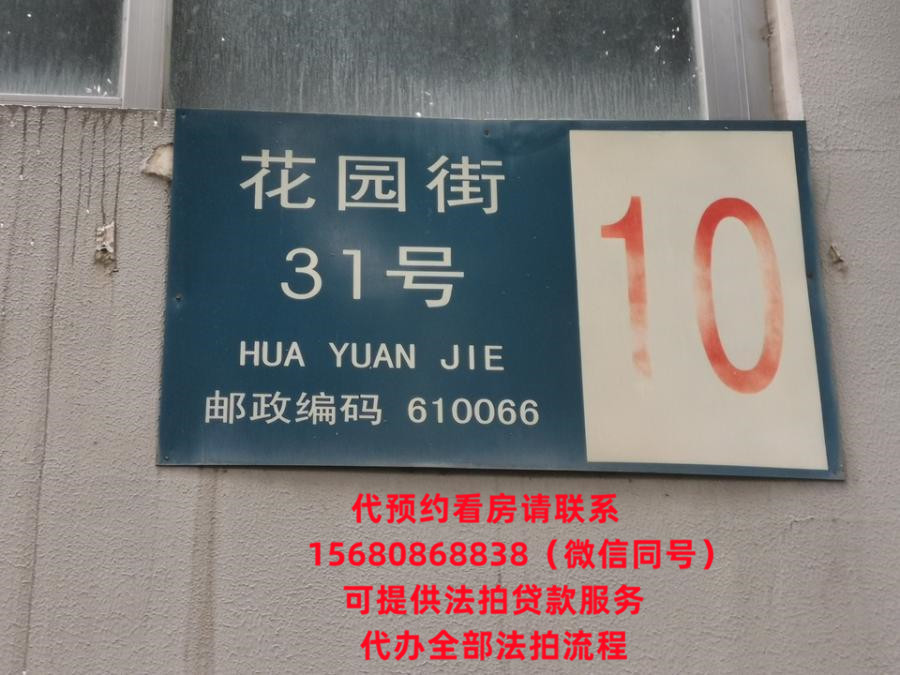 花园街
31号
HUA YUAN JIE
邮政编码 610066
10
代预约看房请联系
15680868838（微信同号）
可提供法拍贷款服务
代办全部法拍流程